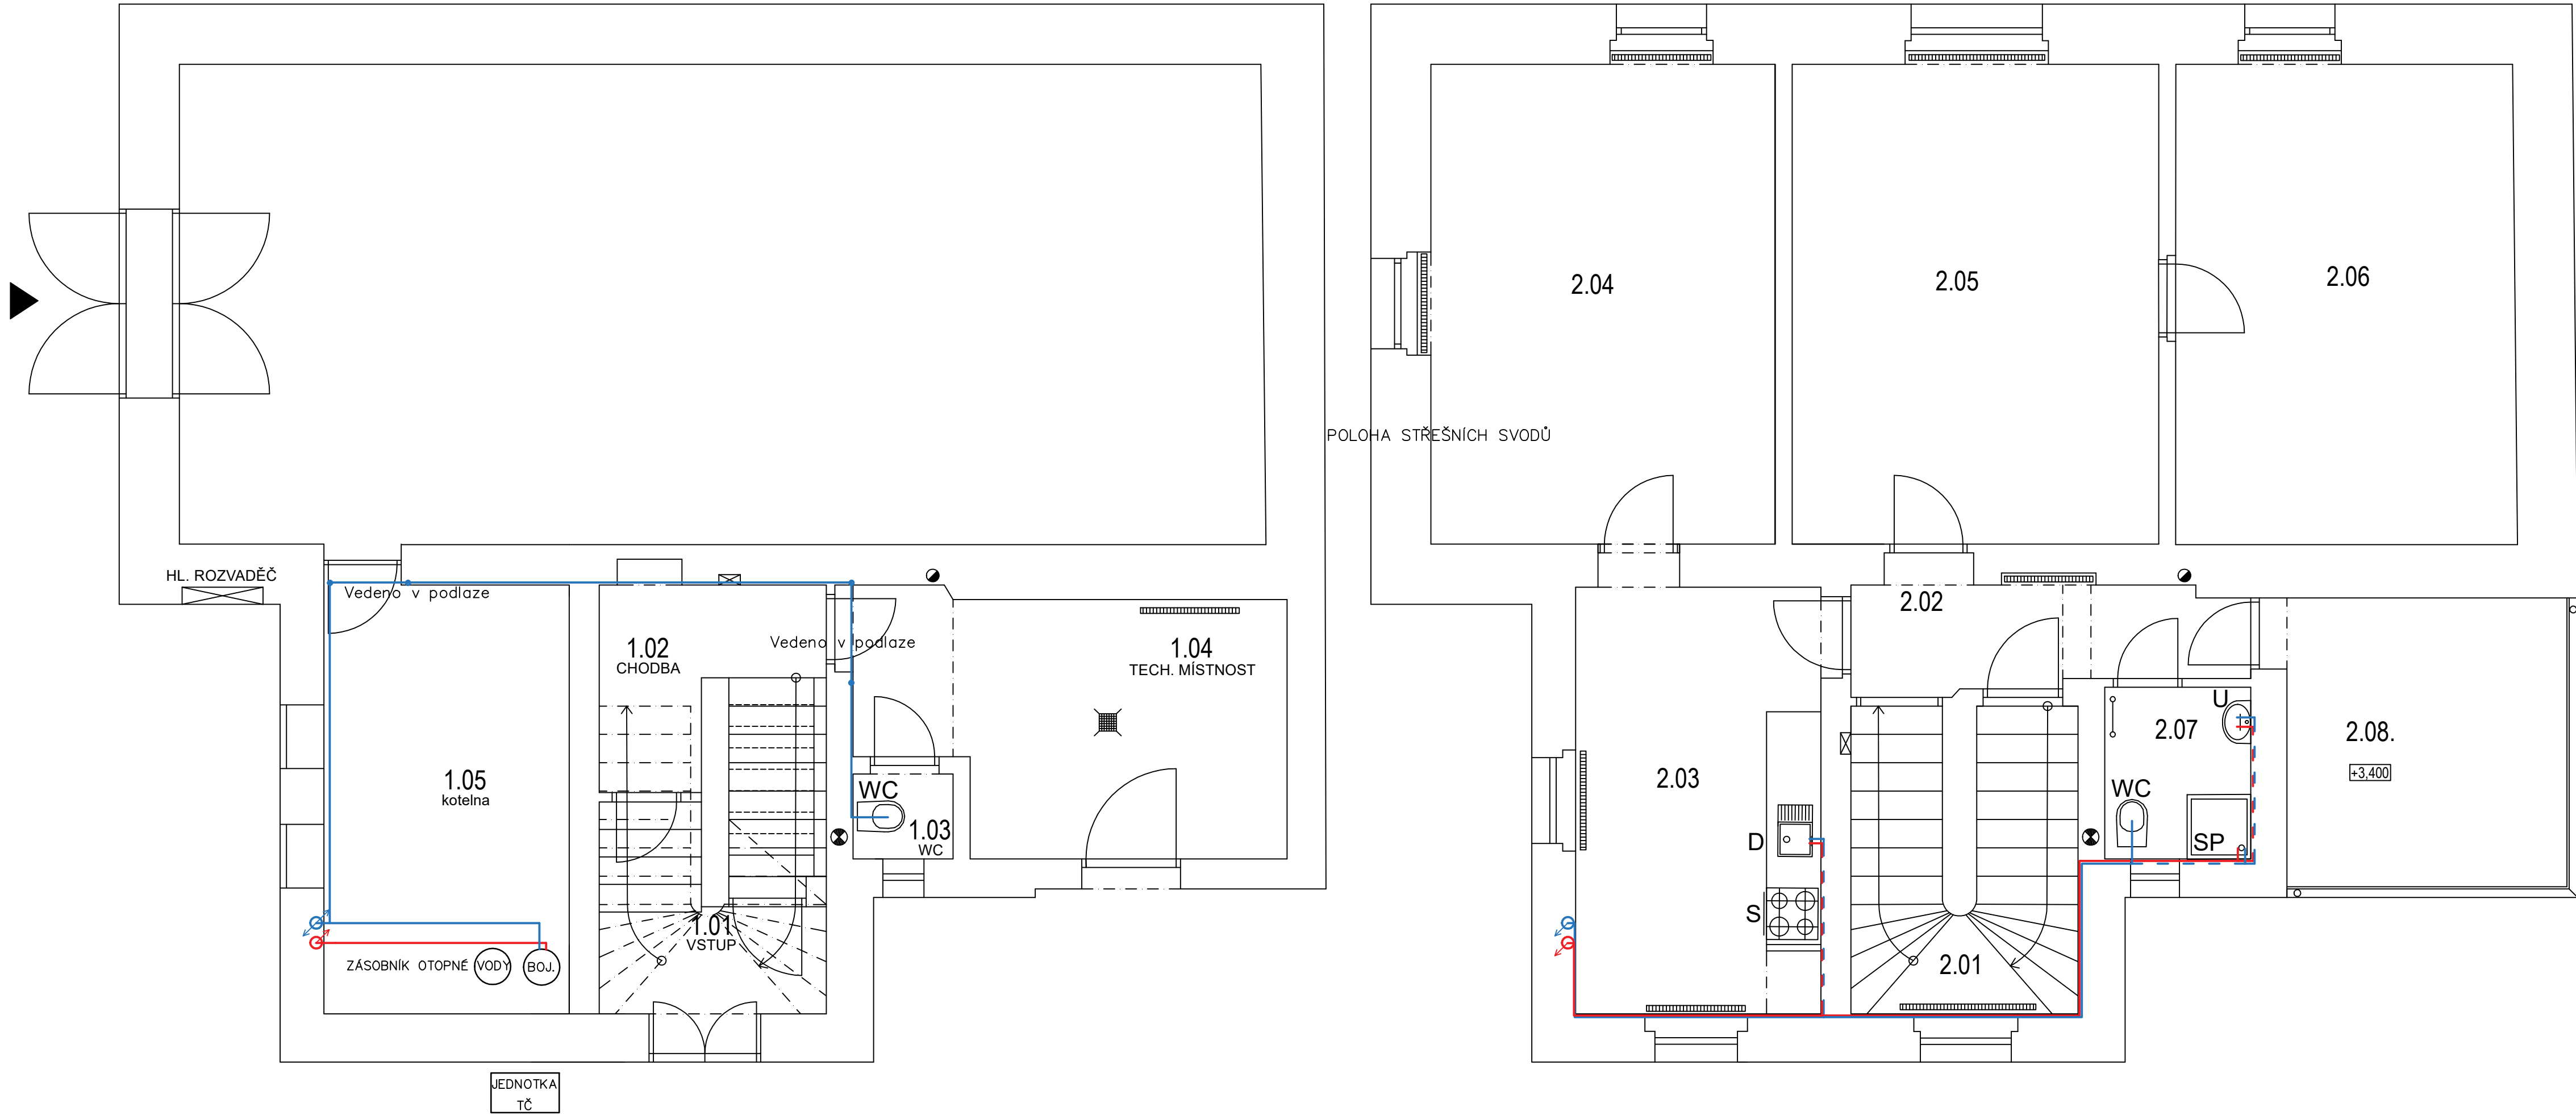 HL. ROZVADĚČ
Vedeno v podlaze
1.02
CHODBA
Vedeno v podlaze
1.04
TECH. MÍSTNOST
1.05
kotelna
WC
1.03
WC
1.01
VSTUP
ZÁSOBNÍK OTOPNÉ VODY
BOJ.
JEDNOTKA
TČ
POLOHA STŘEŠNÍCH SVODŮ
2.04
2.05
2.06
2.02
2.03
U
2.07
2.08.
+3,400
WC
SP
D
S
2.01